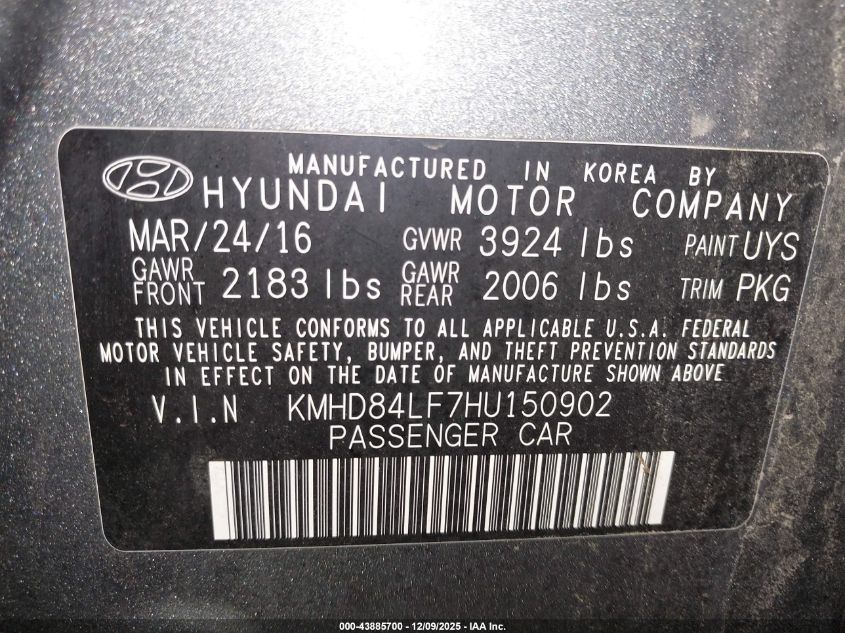 MANUFACTURED IN KOREA BY
HYUNDAI MOTOR COMPANY
MAR/24/16 GVWR 3924 lbs PAINT UYS
GAWR FRONT 2183 lbs GAWR REAR 2006 lbs TRIM PKG
THIS VEHICLE CONFORMS TO ALL APPLICABLE U.S.A. FEDERAL
MOTOR VEHICLE SAFETY, BUMPER, AND THEFT PREVENTION STANDARDS
IN EFFECT ON THE DATE OF MANUFACTURE SHOWN ABOVE
V.I.N KMHD84LF7HU150902
PASSENGER CAR
000-43885700 - 12/09/2025 - IAA Inc.